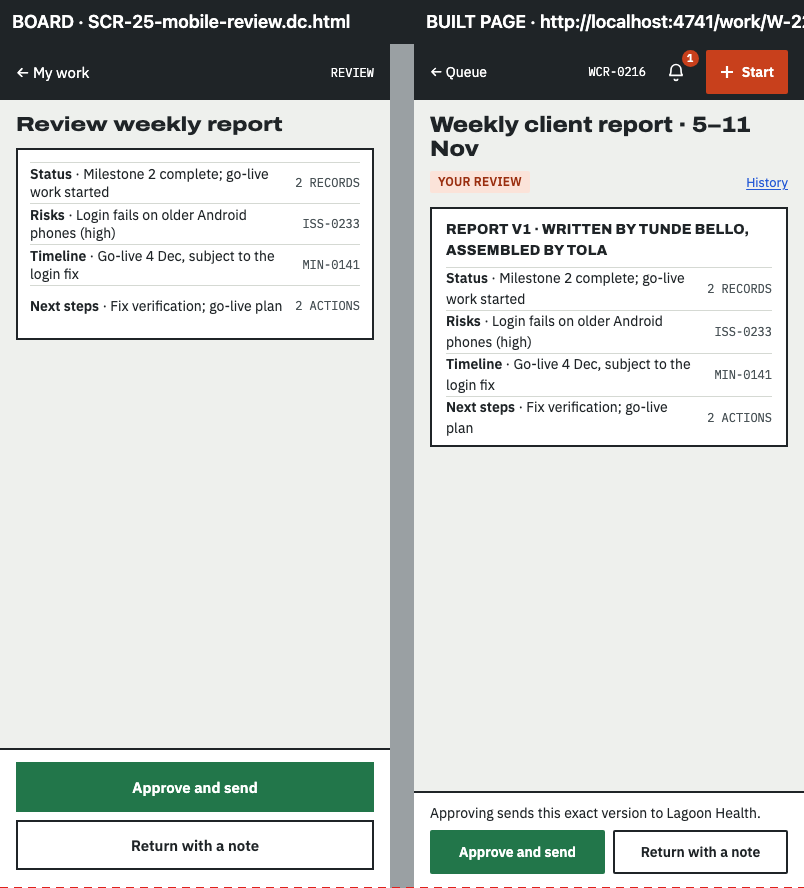 BOARD · SCR-25-mobile-review.dc.html
← My work
REVIEW
Review weekly report
Status · Milestone 2 complete; go-live
work started
2 RECORDS
Risks · Login fails on older Android
phones (high)
ISS-0233
Timeline · Go-live 4 Dec, subject to the
login fix
MIN-0141
Next steps · Fix verification; go-live plan
2 ACTIONS
Approve and send
Return with a note
BUILT PAGE · http://localhost:4741/work/W-22
← Queue
WCR-0216
1
+ Start
Weekly client report · 5–11
Nov
YOUR REVIEW
History
REPORT V1 · WRITTEN BY TUNDE BELLO,
ASSEMBLED BY TOLA
Status · Milestone 2 complete; go-live
work started
2 RECORDS
Risks · Login fails on older Android
phones (high)
ISS-0233
Timeline · Go-live 4 Dec, subject to the
login fix
MIN-0141
Next steps · Fix verification; go-live
plan
2 ACTIONS
Approving sends this exact version to Lagoon Health.
Approve and send
Return with a note